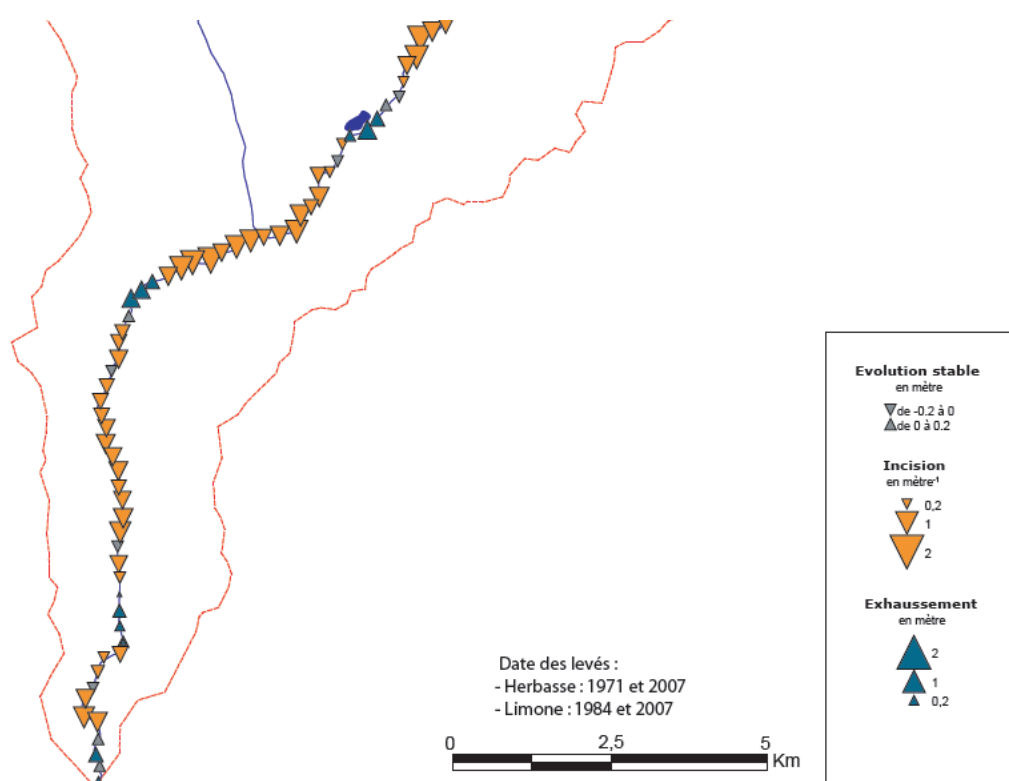 Evolution stable
en mètre
de -0.2 à 0
de 0 à 0.2
Incision
en mètre⁻¹
0,2
1
2
Exhaussement
en mètre
2
1
0,2
Date des levés :
- Herbasse : 1971 et 2007
- Limone : 1984 et 2007
0 2,5 5
Km